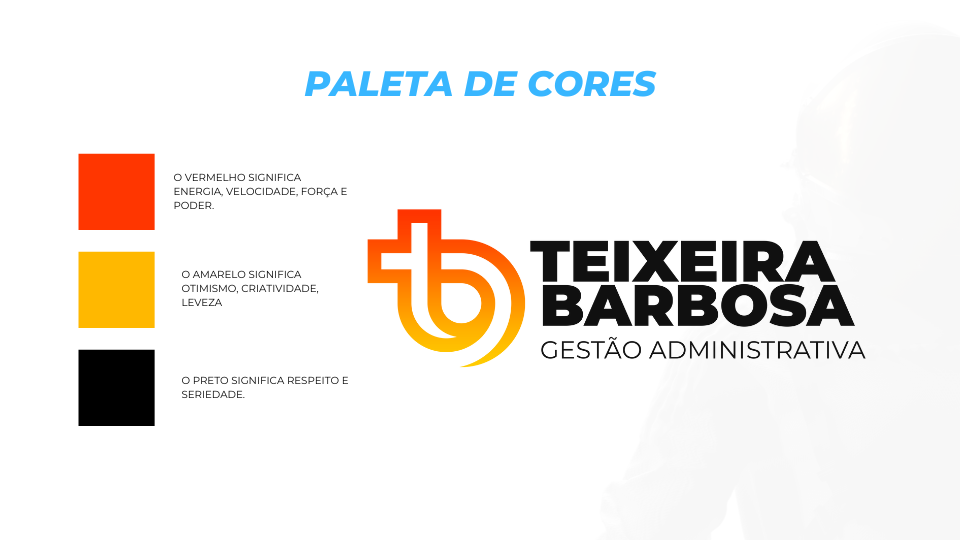 PALETA DE CORES
O VERMELHO SIGNIFICA
ENERGIA, VELOCIDADE, FORÇA E
PODER.
O AMARELO SIGNIFICA
OTIMISMO, CRIATIVIDADE,
LEVEZA
O PRETO SIGNIFICA RESPEITO E
SERIEDADE.
tb
TEIXEIRA
BARBOSA
GESTÃO ADMINISTRATIVA